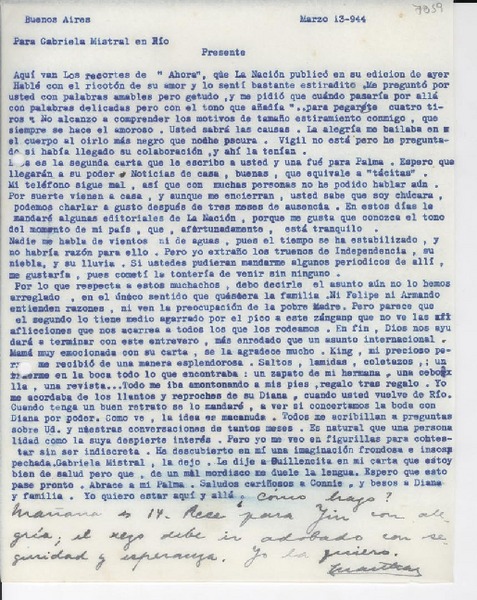 7959
Buenos Aires Marzo 13-944
Para Gabriela Mistral en Río
Presente
Aquí van Los recortes de " Ahora", que La Nación publicó en su edicion de ayer
Hablé con el ricotón de su amor y lo sentí bastante estiradito .Me preguntó por
usted con palabras amables pero getudo ,y me pidió que cuándo pasaría por allá
con palabras delicadas pero con el tono que añadía "..para pegarte cuatro ti-
ros". No alcanzo a comprender los motivos de tamaño estiramiento conmigo , que
siempre se hace el amoroso . Usted sabrá las causas . La alegría me bailaba en
el cuerpo al oirlo más negro que noche oscura . Vigil no está pero he pregunta-
do si había llegado su colaboración ,y ahí la tenían .
es la segunda carta que le escribo a usted y una fué para Palma . Espero que
llegarán a su poder . Noticias de casa, buenas, que equivale a "tácitas" .
Mi teléfono sigue mal , así que con muchas personas no he podido hablar aún .
Por suerte vienen a casa , y aunque me encierran , usted sabe que soy chúcara ,
podemos charlar a gusto después de tres meses de ausencia . En estos días le
mandaré algunas editoriales de La Nación , porque me gusta que conozca el tono
del momento de mi país , que , afortunadamente , está tranquilo .
Nadie me habla de vientos ni de aguas , pues el tiempo se ha estabilizado , y
no habría razón para ello . Pero yo extraño los truenos de Independencia , su
niebla, y su lluvia . Si ustedes pudieran mandarme algunos periodicos de allí ,
me gustaría , pues cometí la tontería de venir sin ninguno .
Por lo que respecta a estos muchachos , debo decirle el asunto aún no lo hemos
arreglado , en el único sentido que quisiera la familia . Ni Felipe ni Armando
entienden razones , ni ven la preocupación de la pobre Madre . Pero parece que
el segundo lo tiene medio agarrado por el pico a este zángano que no ve las
aflicciones que nos acarrea a todos los que lo rodeamos . En fin , Dios nos ayu
dará e terminar con este entrevero , más enredado que un asunto internacional .
Mamá muy emocionada con su carta , se la agradece mucho . King , mi precioso pe-
me recibió de una manera esplendorosa . Saltos , lamidas , coletanos ,; un
en la boca todo lo que encontraba : un zapato de mi hermana , una cebo
lla , una revista...Todo me iba amontonando a mis pies , regalo tras regalo . Yo
me acordaba de los llantos y reproches de su Diana , cuando usted vuelve de Río.
Cuando tenga un buen retrato se lo mandaré , a ver si concertamos la boda con
Diana por poder. Como ve , la idea es macanuda . Todos me acribillan a preguntas
sobre Ud. y nuestras conversaciones de tantos meses . Es natural que una persona
lidad como la suya despierte interés . Pero yo me veo en figurillas para contes-
tar sin ser indiscreta . He descubierto en mí una imaginación frondosa e insos
pechada.Gabriela Mistral, la dejo . Le dije a Guillencita en mi carta que estoy
bien de salud pero que , de un mal mordisco me duele la lengua. Espero que esto
pase pronto . Abrace a mi Palma. Saludos cariñosos a Connie , y besos a Diana
y familia . Yo quiero estar aquí y allá . Como hago?
Mañana es 14. Rece para Yin con ale
gría; el rezo debe ir adobado con se
guridad y esperanza. Yo la quiero.
Martha